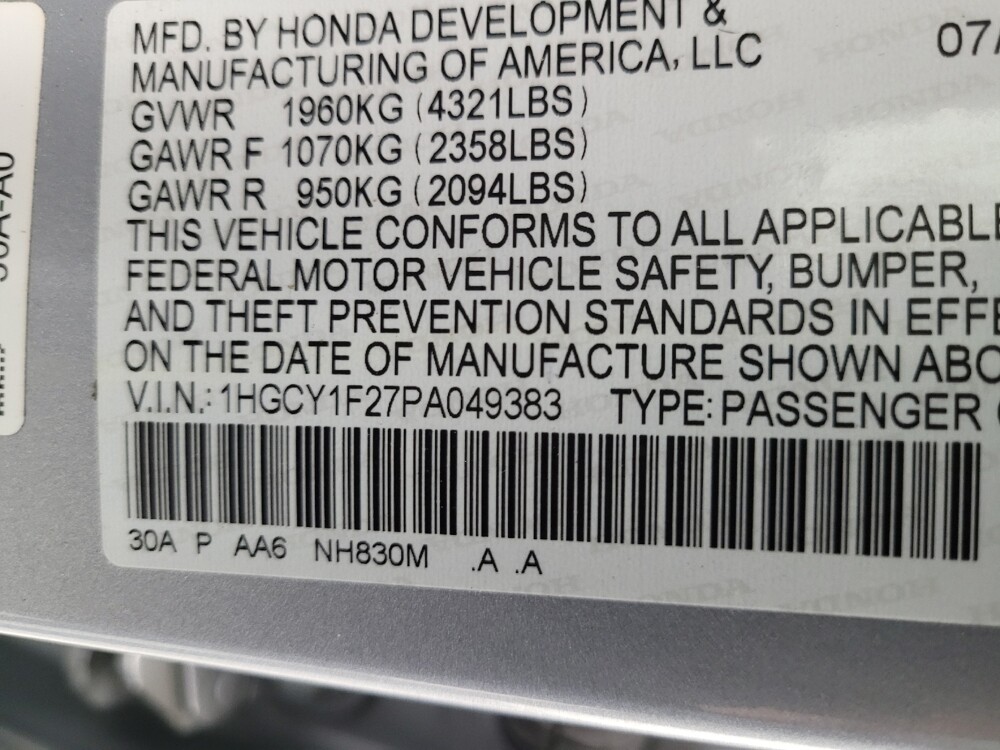 MFD. BY HONDA DEVELOPMENT &
MANUFACTURING OF AMERICA, LLC
07/
GVWR 1960KG (4321LBS)
GAWR F 1070KG (2358LBS)
GAWR R 950KG (2094LBS)
THIS VEHICLE CONFORMS TO ALL APPLICABLE
FEDERAL MOTOR VEHICLE SAFETY, BUMPER,
AND THEFT PREVENTION STANDARDS IN EFFE
ON THE DATE OF MANUFACTURE SHOWN ABO
V.I.N.: 1HGCY1F27PA049383 TYPE: PASSENGER
30A P AA6 NH830M .A .A